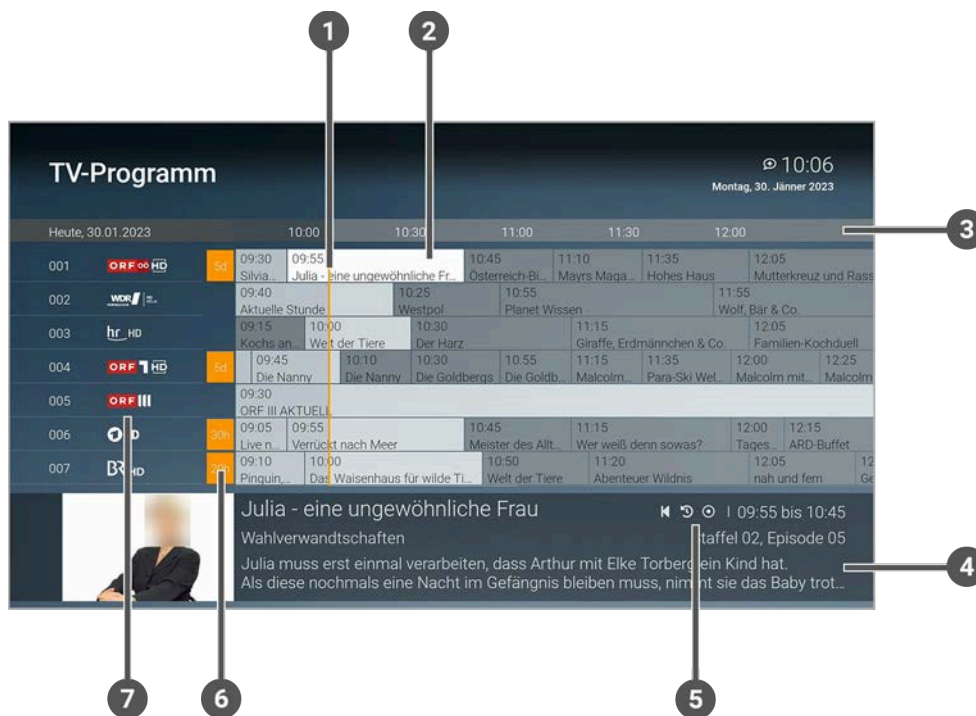 1
2
TV-Programm
10:06
Montag, 30. Jänner 2023
3
Heute, 30.01.2023 10:00 10:30 11:00 11:30 12:00
001 ORF OÖ HD 5d
09:30 09:55 10:45 11:10 11:35 12:05
Silvia... Julia - eine ungewöhnliche Fr... Österreich-Bi... Mayrs Maga... Hohes Haus Mutterkreuz und Rass
002 WDR
09:40 10:25 10:55 11:55
Aktuelle Stunde Westpol Planet Wissen Wolf, Bär & Co.
003 hr HD
09:15 10:00 10:30 11:15 12:05
Kochs an... Welt der Tiere Der Harz Giraffe, Erdmännchen & Co. Familien-Kochduell
004 ORF 1 HD 5d
09:45 10:10 10:30 10:55 11:15 11:35 12:00 12:25
Die Nanny Die Nanny Die Goldbergs Die Goldb... Malcolm... Para-Ski Wel... Malcolm mit... Malcolm
005 ORF III
09:30
ORF III AKTUELL
006 HD 30h
09:05 09:55 10:45 11:15 12:00 12:15
Live n... Verrückt nach Meer Meister des Allt... Wer weiß denn sowas? Tages... ARD-Buffet
007 BR HD
09:10 10:00 10:50 11:20 12:05 12
Pinguin,... Das Waisenhaus für wilde Ti... Welt der Tiere Abenteuer Wildnis nah und fern Ge
Julia - eine ungewöhnliche Frau
| 09:55 bis 10:45
Wahlverwandtschaften
Staffel 02, Episode 05
Julia muss erst einmal verarbeiten, dass Arthur mit Elke Torberg ein Kind hat.
Als diese nochmals eine Nacht im Gefängnis bleiben muss, nimmt sie das Baby trot...
4
7
6
5